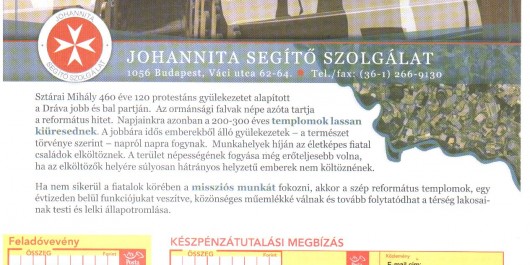 JOHANNITA
SEGÍTŐ SZOLGÁLAT
JOHANNITA SEGÍTŐ SZOLGÁLAT
1056 Budapest, Váci utca 62-64. Tel./fax: (36-1) 266-9130
Sztárai Mihály 460 éve 120 protestáns gyülekezetet alapított
a Dráva jobb és bal partján. Az ormánsági falvak népe azóta tartja
a református hitet. Napjainkra azonban a 200-300 éves templomok lassan
kiüresednek. A jobbára idős emberekből álló gyülekezetek – a természet
törvénye szerint – napról napra fogynak. Munkahelyek híján az életképes fiatal
családok elköltöznek. A terület népességének fogyása még erőteljesebb volna,
ha az elköltözők helyére súlyosan hátrányos helyzetű emberek nem költöznének.
Ha nem sikerül a fiatalok körében a missziós munkát fokozni, akkor a szép református templomok, egy
évtizeden belül funkciójukat veszítve, közönséges műemlékké válnak és tovább folytatódhat a térség lakosai-
nak testi és lelki állapotromlása.
Feladóvevény
KÉSZPÉNZÁTUTALÁSI MEGBÍZÁS
ÖSSZEG
Forint
Posta
ÖSSZEG
Forint
Közlemény
E-mail cím: